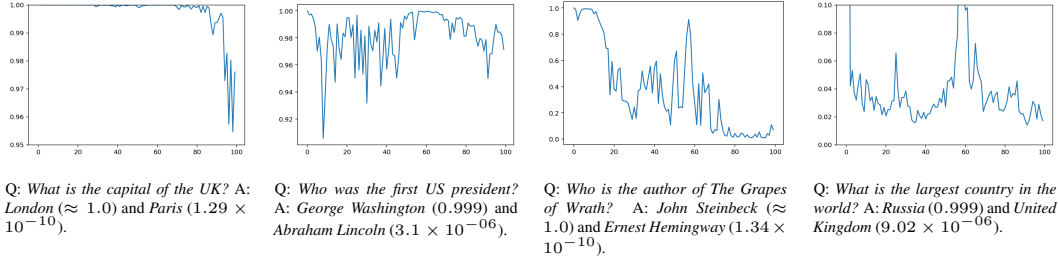 1.00
0.99
0.98
0.97
0.96
0.95
0 20 40 60 80 100
1.00
0.98
0.96
0.94
0.92
0 20 40 60 80 100
1.0
0.8
0.6
0.4
0.2
0.0
0 20 40 60 80 100
0.10
0.08
0.06
0.04
0.02
0.00
0 20 40 60 80 100
Q: What is the capital of the UK? A:
London (≈ 1.0) and Paris (1.29 ×
10⁻¹⁰).
Q: Who was the first US president?
A: George Washington (0.999) and
Abraham Lincoln (3.1 × 10⁻⁰⁶).
Q: Who is the author of The Grapes
of Wrath? A: John Steinbeck (≈
1.0) and Ernest Hemingway (1.34 ×
10⁻¹⁰).
Q: What is the largest country in the
world? A: Russia (0.999) and United
Kingdom (9.02 × 10⁻⁰⁶).